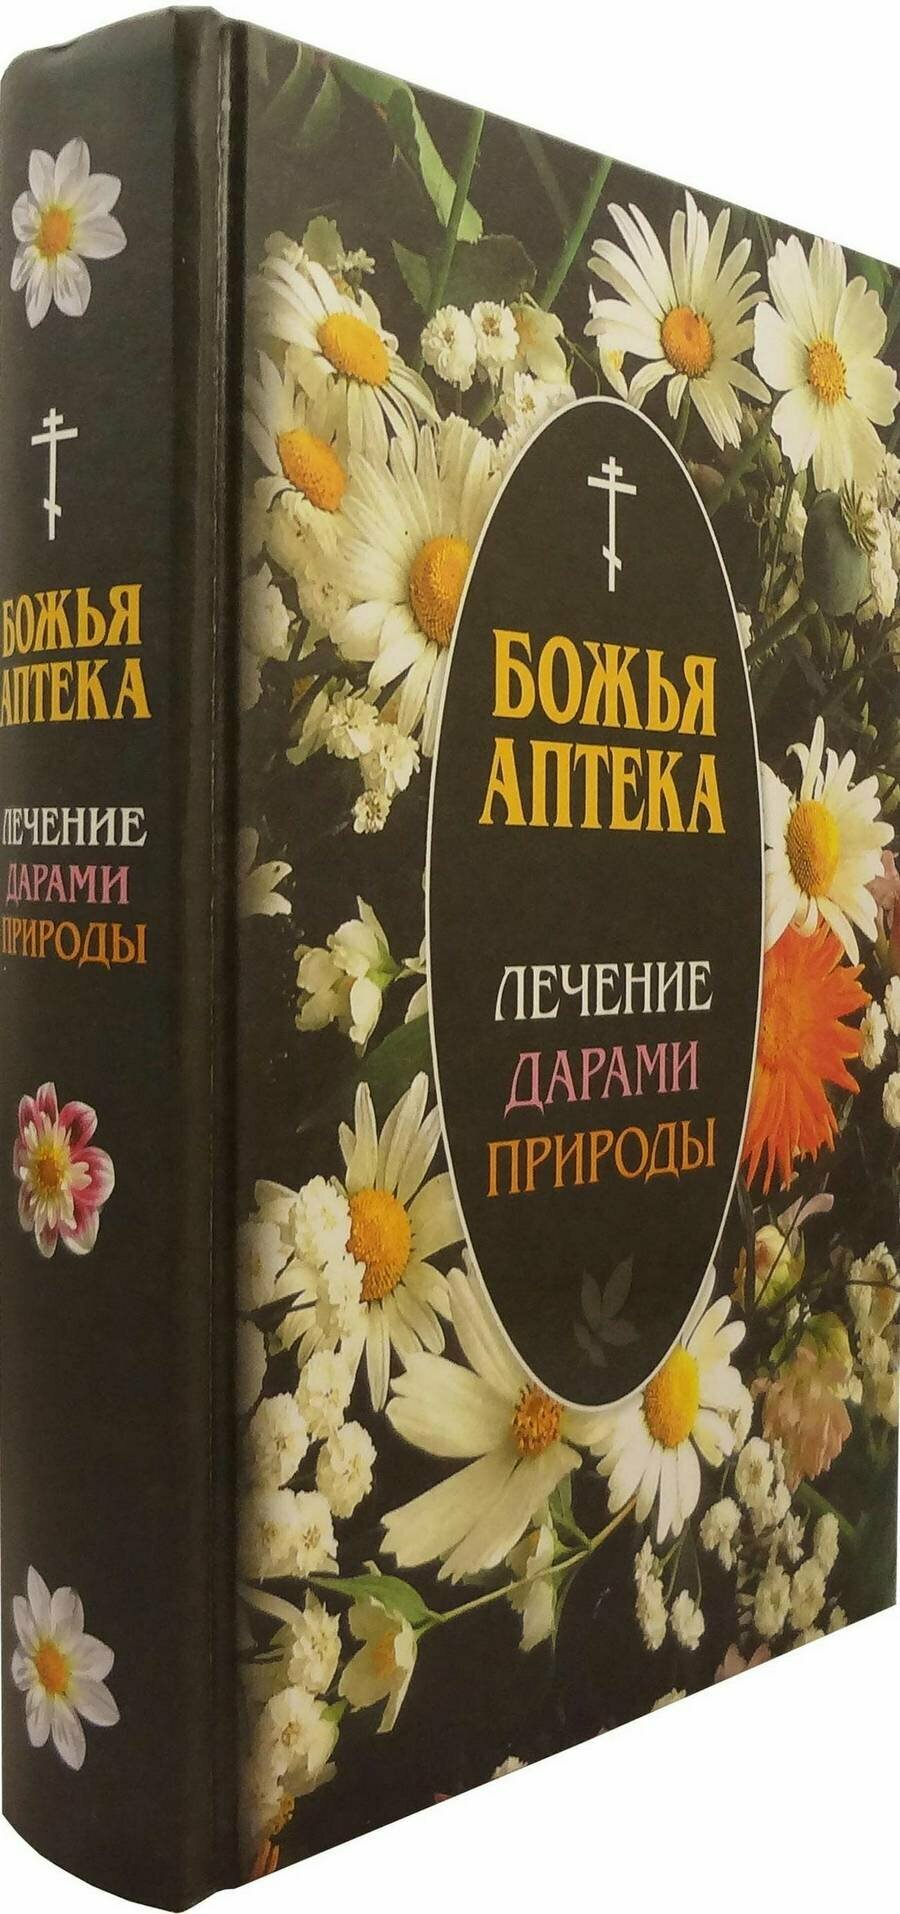 БОЖЬЯ
АПТЕКА
ЛЕЧЕНИЕ
ДАРАМИ
ПРИРОДЫ
БОЖЬЯ
АПТЕКА
ЛЕЧЕНИЕ
ДАРАМИ
ПРИРОДЫ